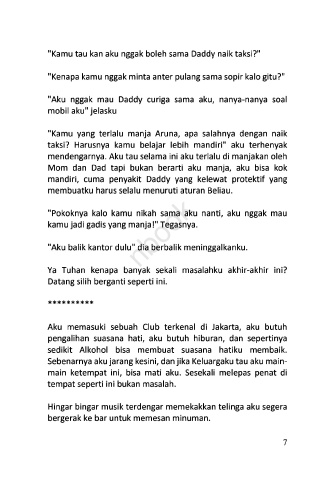 "Kamu tau kan aku nggak boleh sama Daddy naik taksi?"
"Kenapa kamu nggak minta anter pulang sama sopir kalo gitu?"
"Aku nggak mau Daddy curiga sama aku, nanya-nanya soal
mobil aku" jelasku
"Kamu yang terlalu manja Aruna, apa salahnya dengan naik
taksi? Harusnya kamu belajar lebih mandiri" aku terhenyak
mendengarnya. Aku tau selama ini aku terlalu di manjakan oleh
Mom dan Dad tapi bukan berarti aku manja, aku bisa kok
mandiri, cuma penyakit Daddy yang kelewat protektif yang
membuatku harus selalu menuruti aturan Beliau.
"Pokoknya kalo kamu nikah sama aku nanti, aku nggak mau
kamu jadi gadis yang manja!" Tegasnya.
"Aku balik kantor dulu" dia berbalik meninggalkanku.
Ya Tuhan kenapa banyak sekali masalahku akhir-akhir ini?
Datang silih berganti seperti ini.
**********
Aku memasuki sebuah Club terkenal di Jakarta, aku butuh
pengalihan suasana hati, aku butuh hiburan, dan sepertinya
sedikit Alkohol bisa membuat suasana hatiku membaik.
Sebenarnya aku jarang kesini, dan jika Keluargaku tau aku main-
main ketempat ini, bisa mati aku. Sesekali melepas penat di
tempat seperti ini bukan masalah.
Hingar bingar musik terdengar memekakkan telinga aku segera
bergerak ke bar untuk memesan minuman.
7